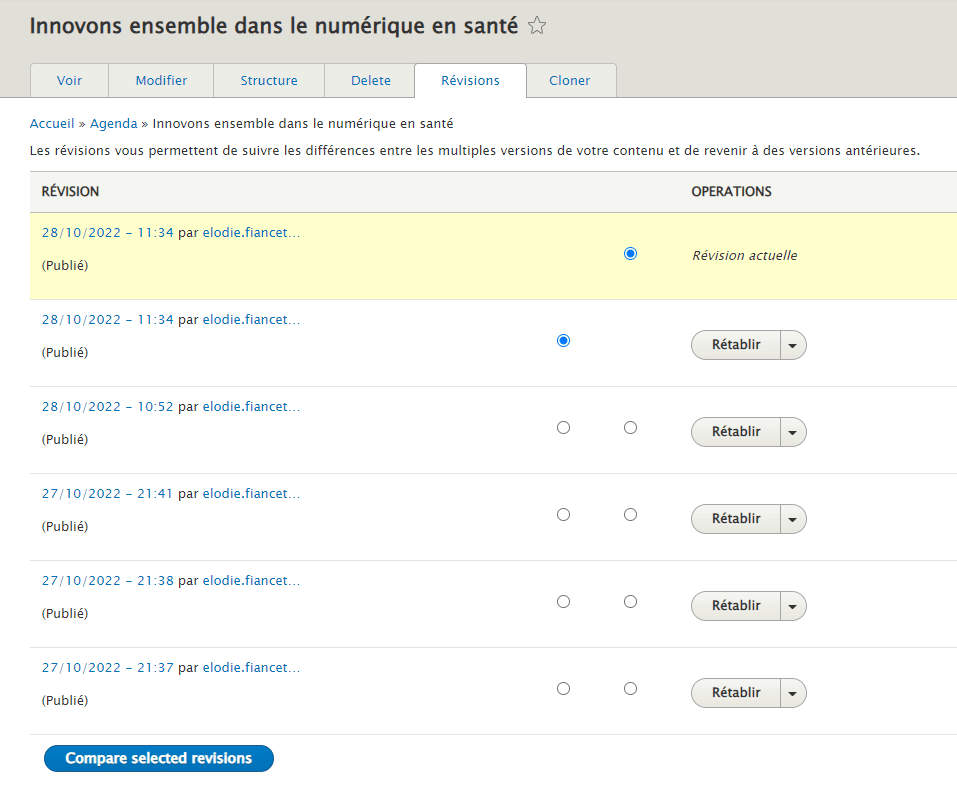 Innovons ensemble dans le numérique en santé
Voir Modifier Structure Delete Révisions Cloner
Accueil » Agenda » Innovons ensemble dans le numérique en santé
Les révisions vous permettent de suivre les différences entre les multiples versions de votre contenu et de revenir à des versions antérieures.
RÉVISION OPERATIONS
28/10/2022 – 11:34 par elodie.fiancet...
Révision actuelle
(Publié)
28/10/2022 – 11:34 par elodie.fiancet...
Rétablir
(Publié)
28/10/2022 – 10:52 par elodie.fiancet...
Rétablir
(Publié)
27/10/2022 – 21:41 par elodie.fiancet...
Rétablir
(Publié)
27/10/2022 – 21:38 par elodie.fiancet...
Rétablir
(Publié)
27/10/2022 – 21:37 par elodie.fiancet...
Rétablir
(Publié)
Compare selected revisions